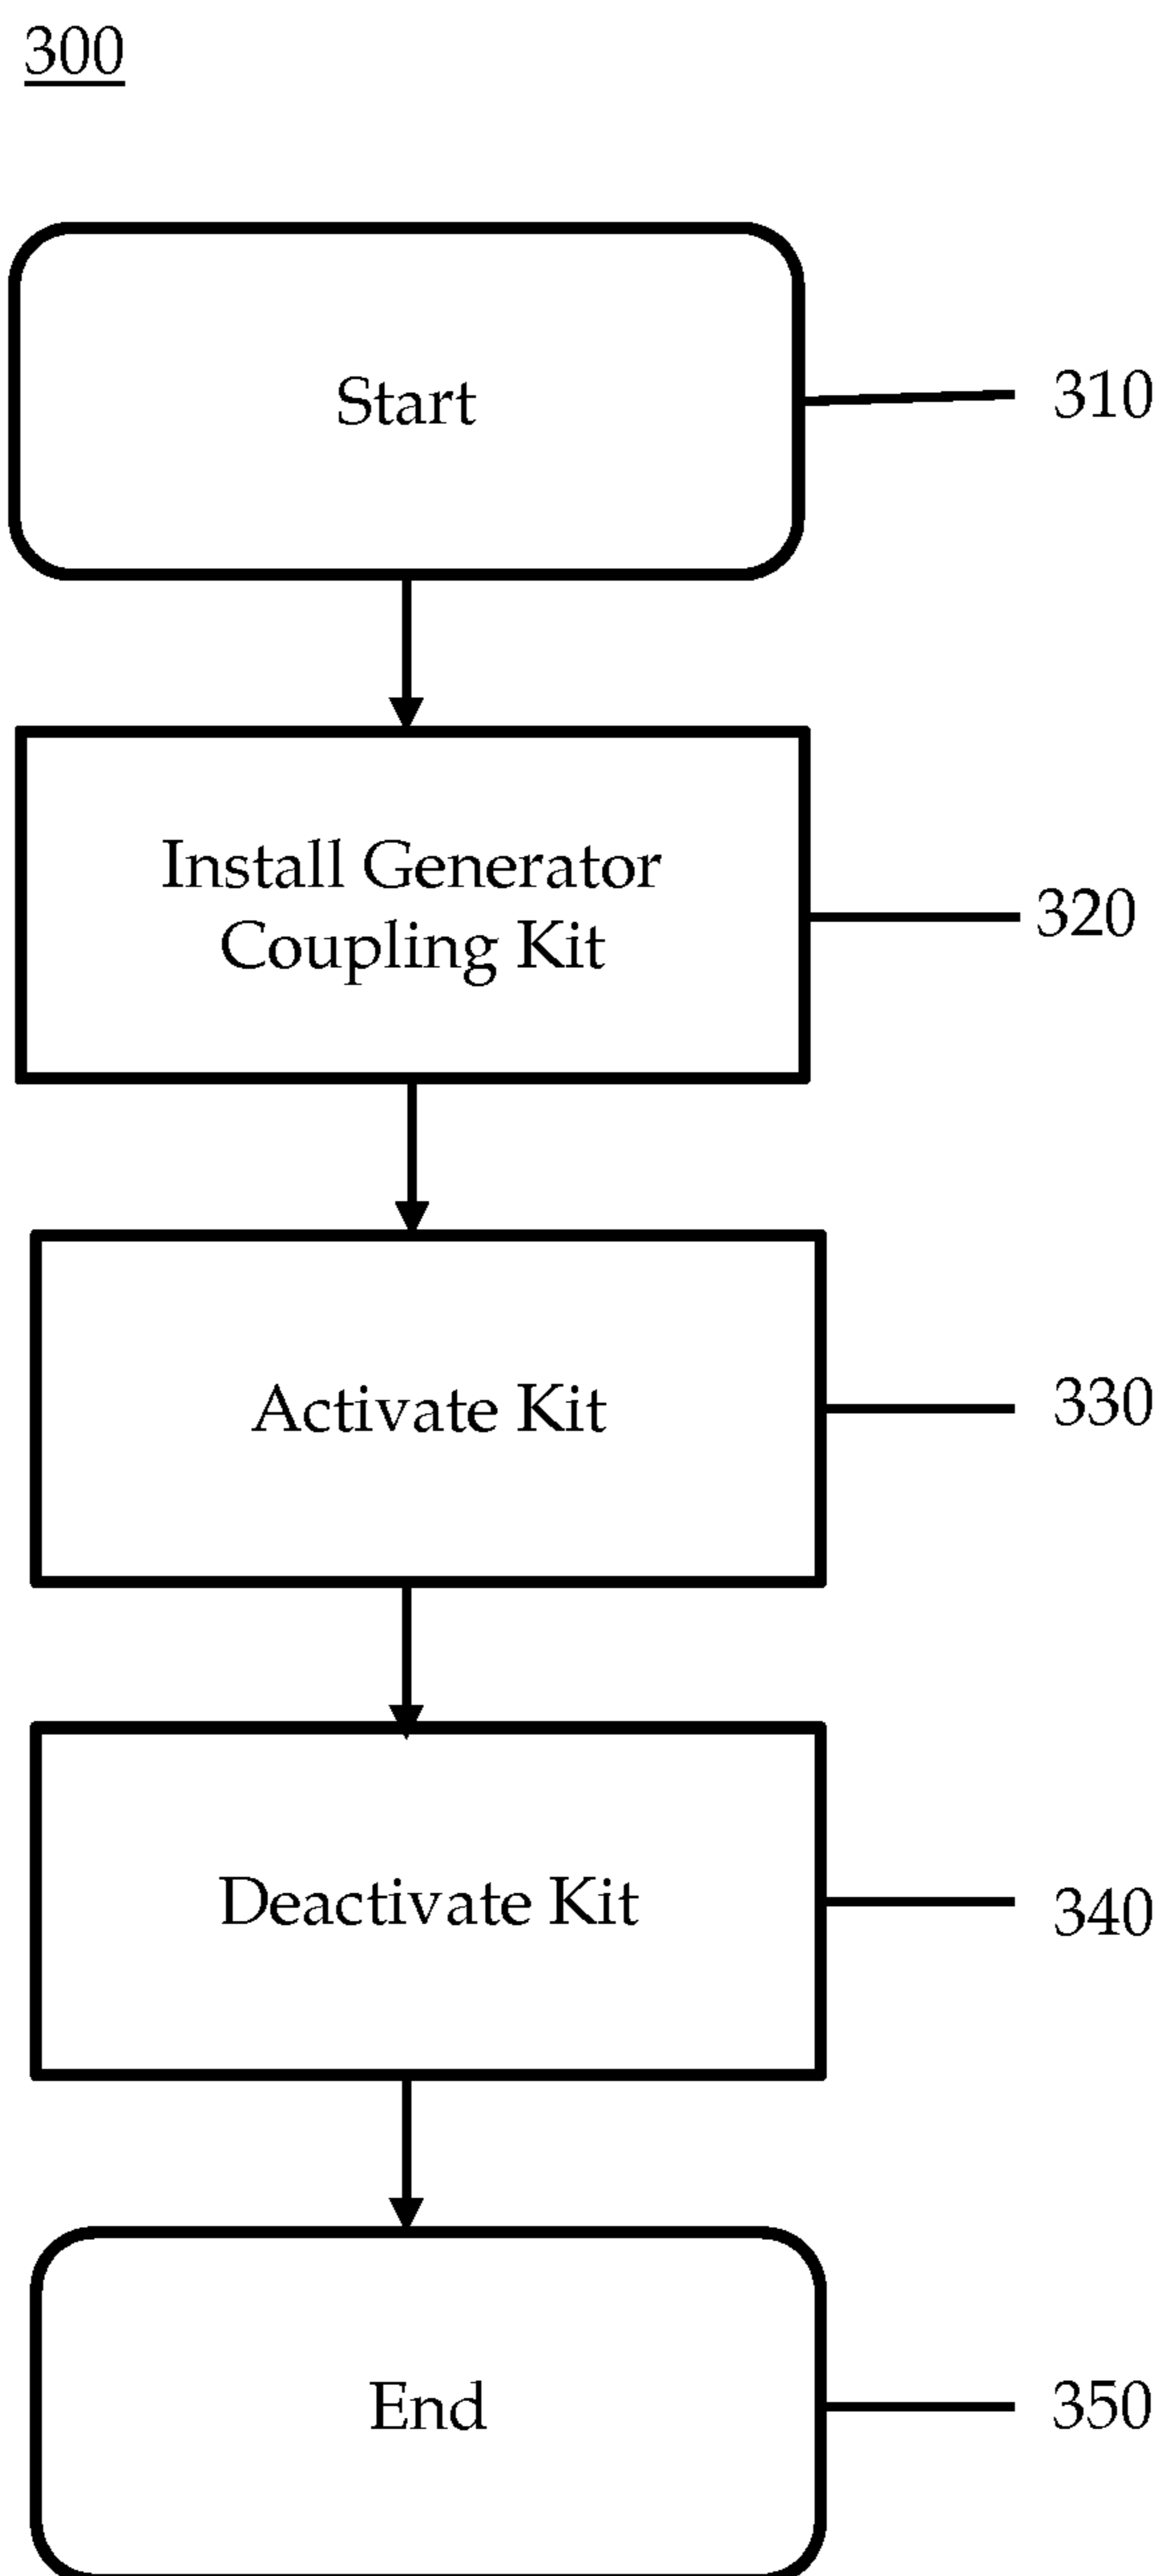 300
Start
310
Install Generator
Coupling Kit
320
Activate Kit
330
Deactivate Kit
340
End
350